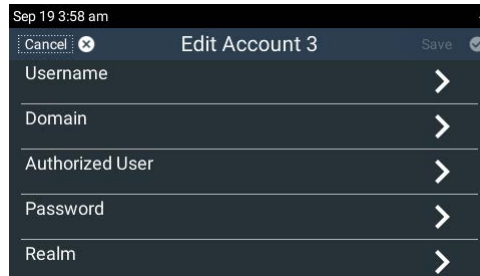 Sep 19 3:58 am
Cancel Edit Account 3 Save
Username
Domain
Authorized User
Password
Realm